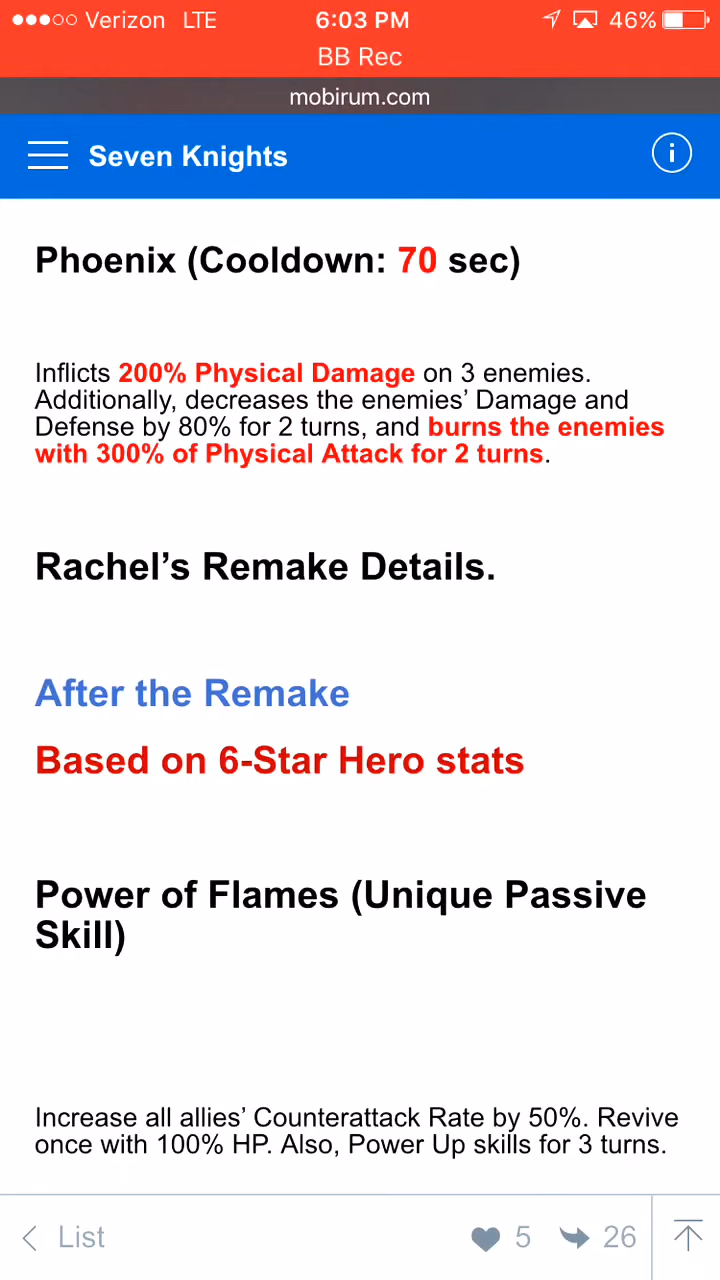 Verizon LTE 6:03 PM 46%
BB Rec
mobirum.com
Seven Knights
Phoenix (Cooldown: 70 sec)
Inflicts 200% Physical Damage on 3 enemies.
Additionally, decreases the enemies’ Damage and
Defense by 80% for 2 turns, and burns the enemies
with 300% of Physical Attack for 2 turns.
Rachel’s Remake Details.
After the Remake
Based on 6-Star Hero stats
Power of Flames (Unique Passive
Skill)
Increase all allies’ Counterattack Rate by 50%. Revive
once with 100% HP. Also, Power Up skills for 3 turns.
List 5 26